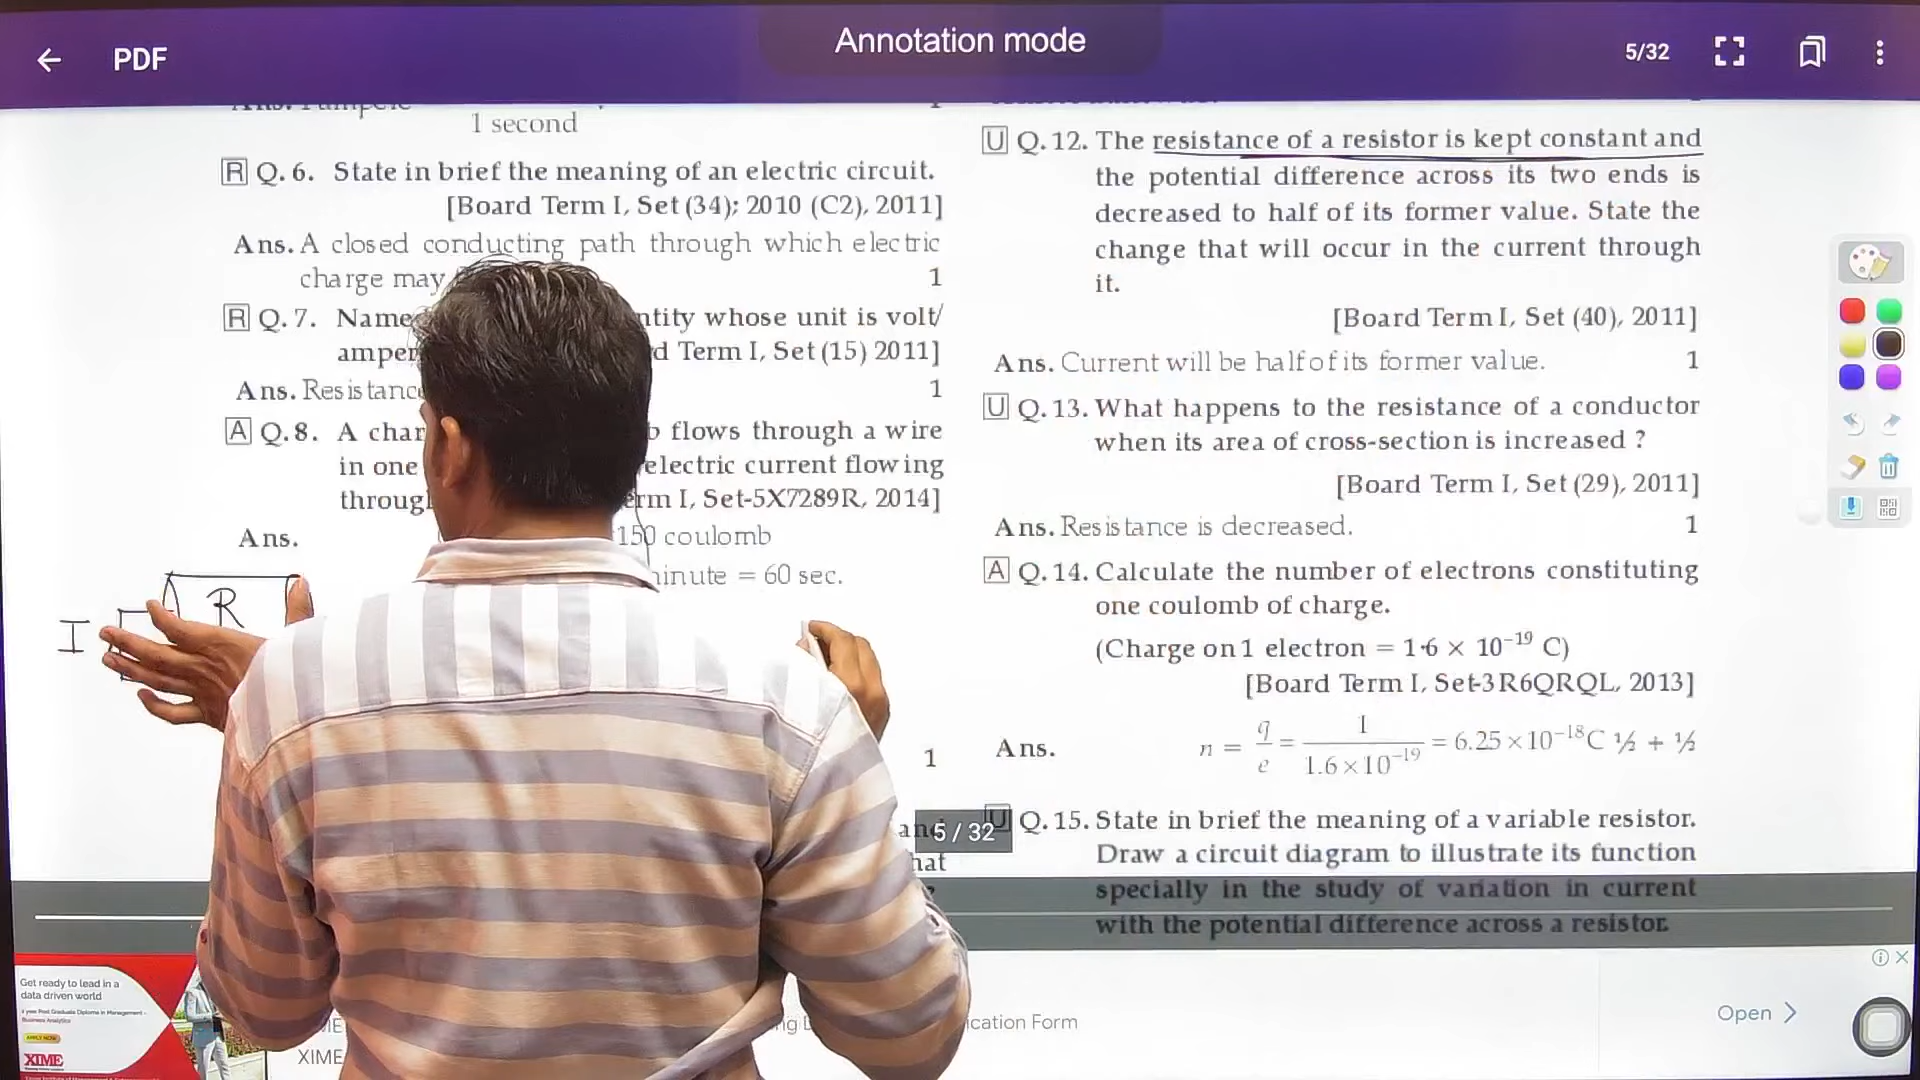 Annotation mode
PDF
5/32
1 second
R Q. 6. State in brief the meaning of an electric circuit.
[Board Term I, Set (34); 2010 (C2), 2011]
Ans. A closed conducting path through which electric
charge may
1
R Q. 7. Name
ntity whose unit is volt/
amper
d Term I, Set (15) 2011]
Ans. Resistance
1
A Q. 8. A char
b flows through a wire
in one
electric current flowing
throug
rm I, Set-5X7289R, 2014]
Ans.
150 coulomb
inute = 60 sec.
R
I
1
and
hat
?
5 / 32
U Q. 12. The resistance of a resistor is kept constant and
the potential difference across its two ends is
decreased to half of its former value. State the
change that will occur in the current through
it.
[Board Term I, Set (40), 2011]
Ans. Current will be half of its former value. 1
U Q. 13. What happens to the resistance of a conductor
when its area of cross-section is increased ?
[Board Term I, Set (29), 2011]
Ans. Resistance is decreased. 1
A Q. 14. Calculate the number of electrons constituting
one coulomb of charge.
(Charge on 1 electron = 1·6 × 10⁻¹⁹ C)
[Board Term I, Set-3R6QRQL, 2013]
Ans. n = q/e = 1/1.6×10⁻¹⁹ = 6.25×10⁻¹⁸C ½ + ½
U Q. 15. State in brief the meaning of a variable resistor.
Draw a circuit diagram to illustrate its function
specially in the study of variation in current
with the potential difference across a resistor.
Get ready to lead in a
data driven world
APPLY NOW
XIME
XIME
ication Form
Open